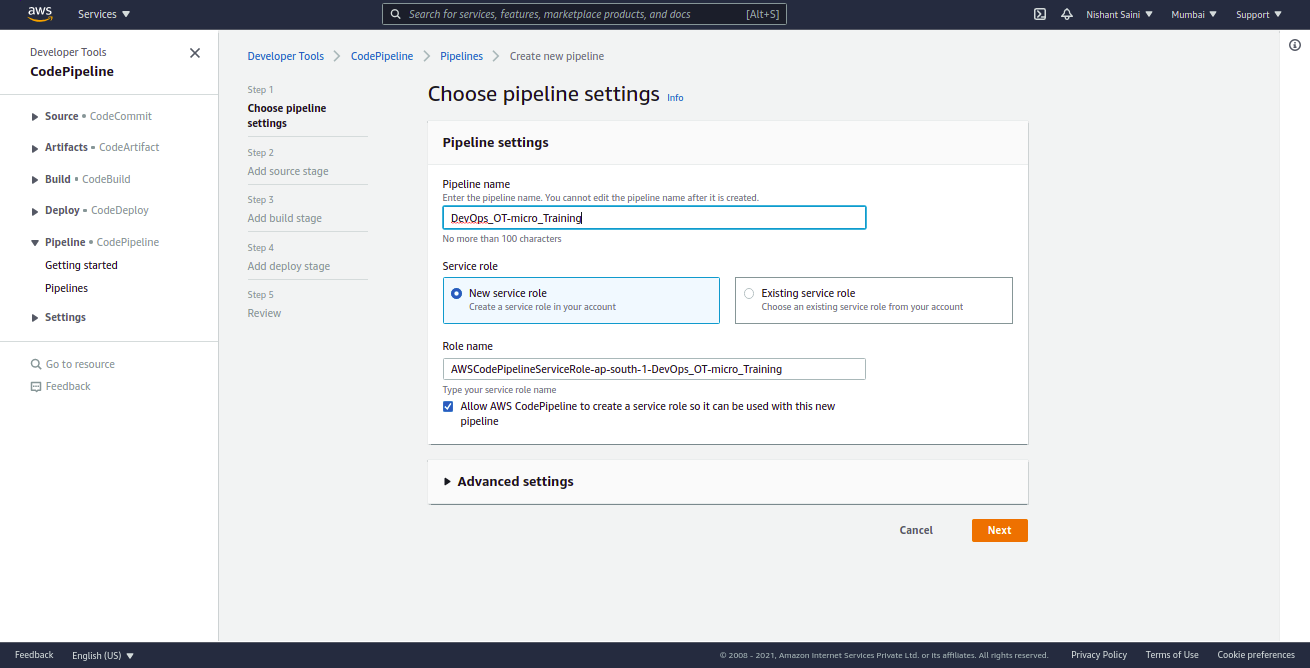 aws
Services
Search for services, features, marketplace products, and docs
[Alt+S]
Nishant Saini
Mumbai
Support
Developer Tools
CodePipeline
Source • CodeCommit
Artifacts • CodeArtifact
Build • CodeBuild
Deploy • CodeDeploy
Pipeline • CodePipeline
Getting started
Pipelines
Settings
Go to resource
Feedback
Developer Tools
CodePipeline
Pipelines
Create new pipeline
Step 1
Choose pipeline
settings
Step 2
Add source stage
Step 3
Add build stage
Step 4
Add deploy stage
Step 5
Review
Choose pipeline settings Info
Pipeline settings
Pipeline name
Enter the pipeline name. You cannot edit the pipeline name after it is created.
DevOps_OT-micro_Training
No more than 100 characters
Service role
New service role
Create a service role in your account
Existing service role
Choose an existing service role from your account
Role name
AWSCodePipelineServiceRole-ap-south-1-DevOps_OT-micro_Training
Type your service role name
Allow AWS CodePipeline to create a service role so it can be used with this new
pipeline
Advanced settings
Cancel
Next
Feedback
English (US)
© 2008 - 2021, Amazon Internet Services Private Ltd. or its affiliates. All rights reserved.
Privacy Policy
Terms of Use
Cookie preferences